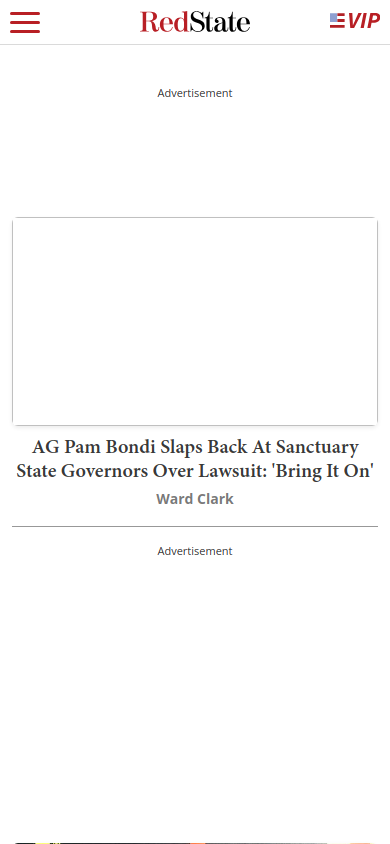 RedState
VIP
Advertisement
AG Pam Bondi Slaps Back At Sanctuary
State Governors Over Lawsuit: 'Bring It On'
Ward Clark
Advertisement